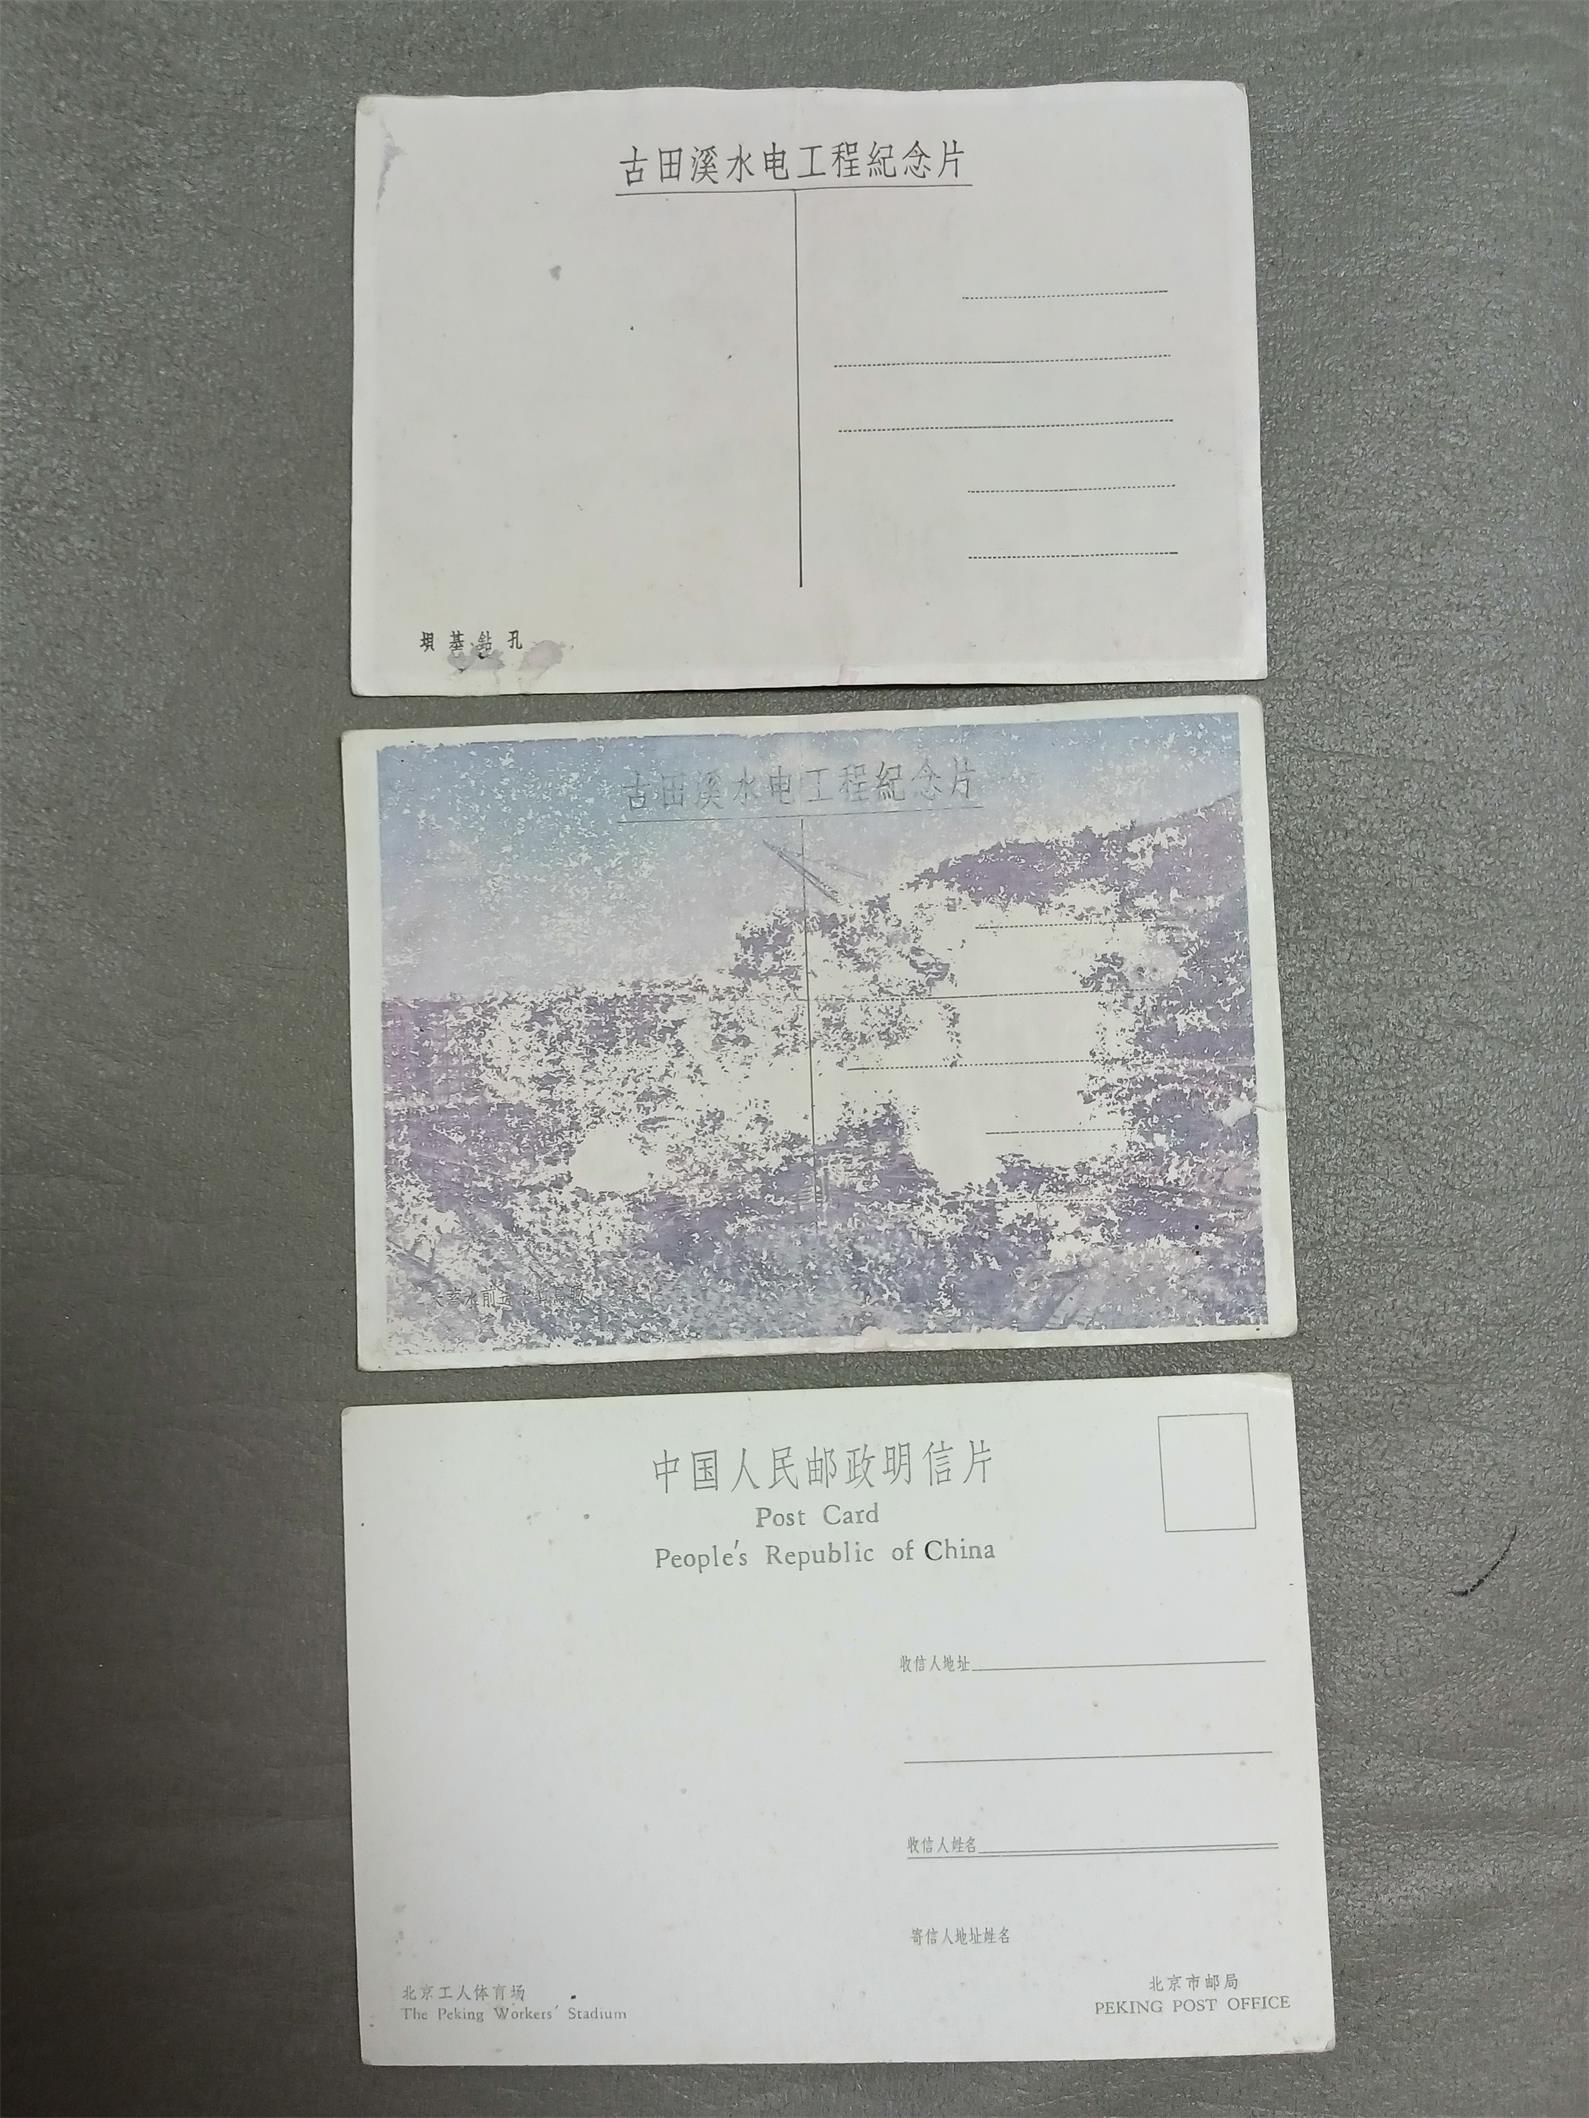 古田溪水电工程紀念片
坝基鈷孔
古田溪水电工程紀念片
中国人民邮政明信片
Post Card
People's Republic of China
收信人地址
收信人姓名
寄信人地址姓名
北京工人体育场
The Peking Workers' Stadium
北京市邮局
PEKING POST OFFICE